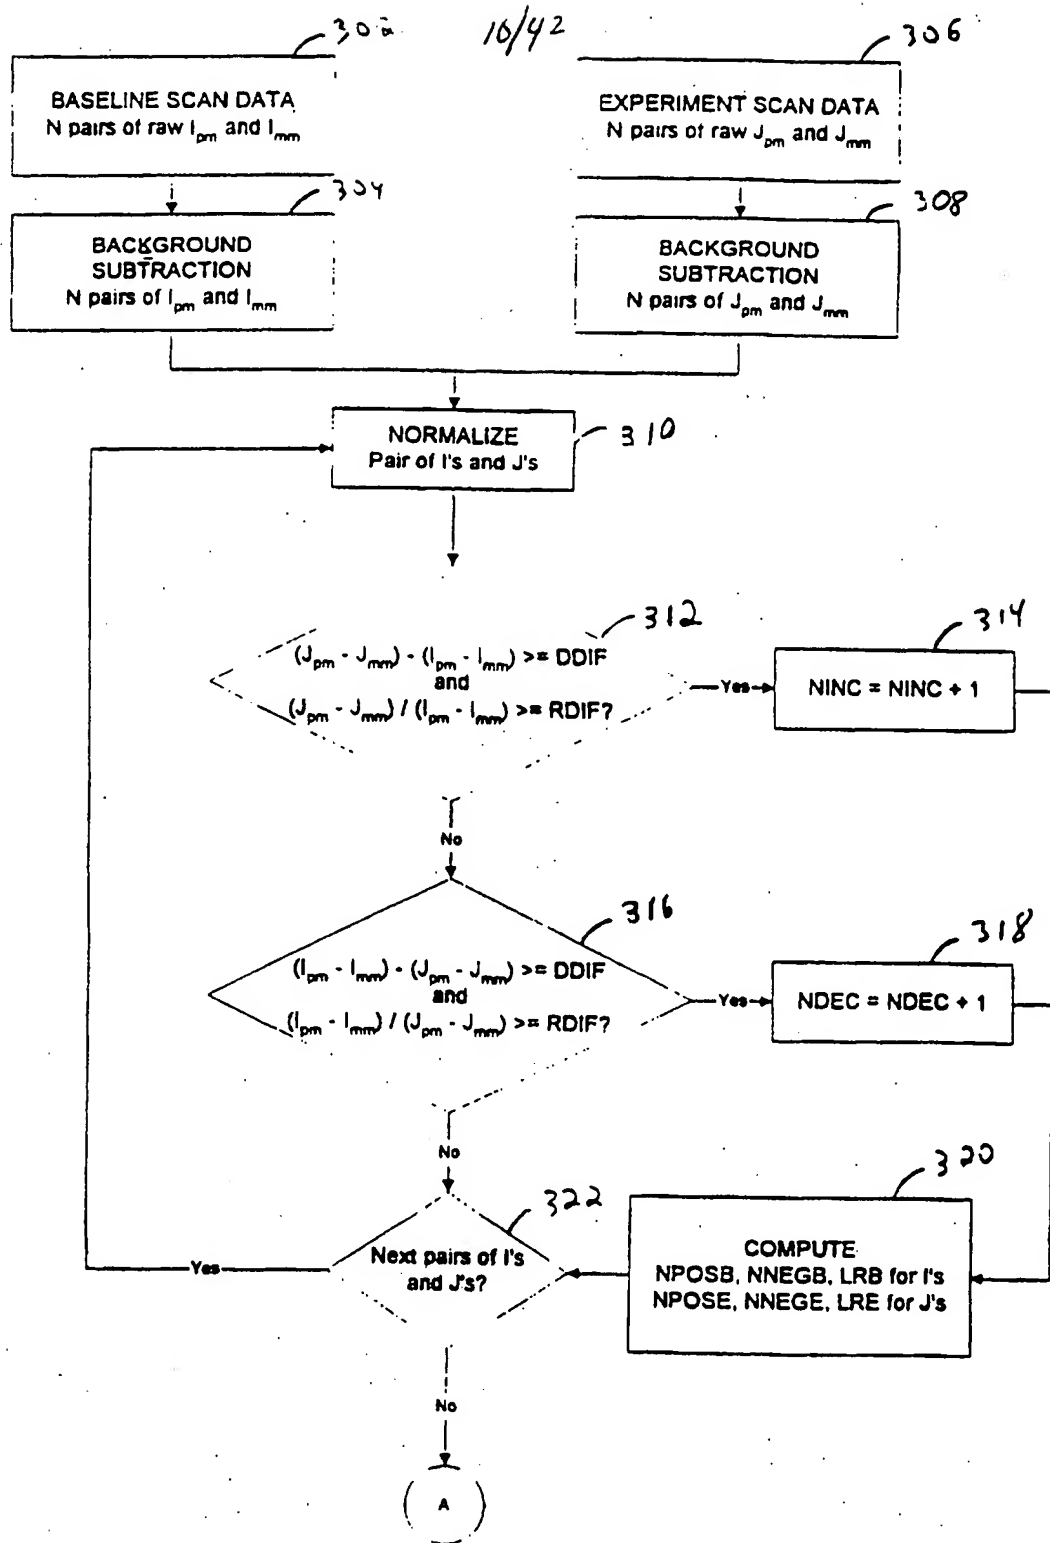 302
10/42
306
BASELINE SCAN DATA
N pairs of raw I_pm and I_mm
EXPERIMENT SCAN DATA
N pairs of raw J_pm and J_mm
304
308
BACKGROUND
SUBTRACTION
N pairs of I_pm and I_mm
BACKGROUND
SUBTRACTION
N pairs of J_pm and J_mm
NORMALIZE
Pair of I's and J's
310
312
(J_pm - J_mm) - (I_pm - I_mm) >= DDIF
and
(J_pm - J_mm) / (I_pm - I_mm) >= RDIF?
Yes
314
NINC = NINC + 1
No
316
(I_pm - I_mm) - (J_pm - J_mm) >= DDIF
and
(I_pm - I_mm) / (J_pm - J_mm) >= RDIF?
Yes
318
NDEC = NDEC + 1
No
322
Next pairs of I's
and J's?
Yes
320
COMPUTE
NPOSB, NNEGB, LRB for I's
NPOSE, NNEGE, LRE for J's
No
A